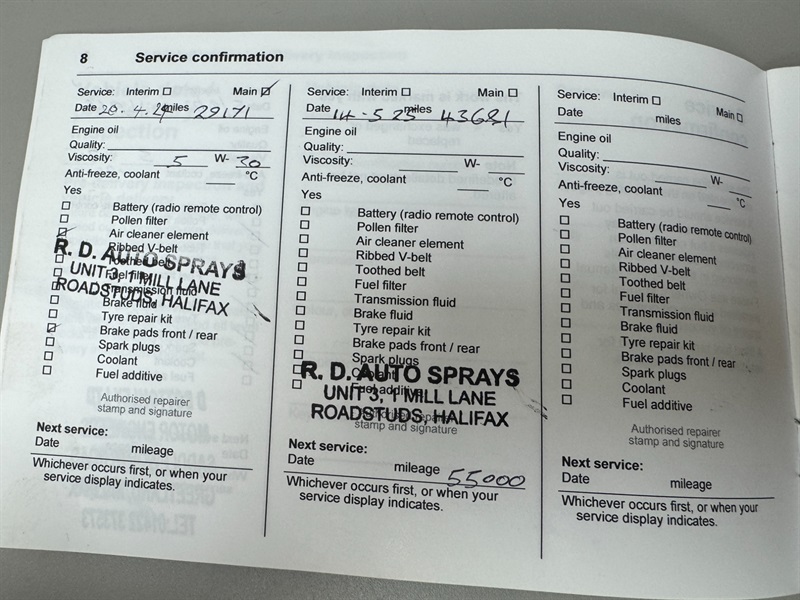 8 Service confirmation
Service: Interim Main
Date 20.4.24 miles 29171
Engine oil
Quality:
Viscosity: 5 W- 30
Anti-freeze, coolant °C
Yes
Battery (radio remote control)
Pollen filter
Air cleaner element
Ribbed V-belt
Toothed belt
Fuel filter
Transmission fluid
Brake fluid
Tyre repair kit
Brake pads front / rear
Spark plugs
Coolant
Fuel additive
R. D. AUTO SPRAYS
UNIT 3, 1 MILL LANE
ROADSTUDS, HALIFAX
Authorised repairer
stamp and signature
Next service:
Date mileage
Whichever occurs first, or when your
service display indicates.
Service: Interim Main
Date 14.5 25 miles 43681
Engine oil
Quality:
Viscosity: W-
Anti-freeze, coolant °C
Yes
Battery (radio remote control)
Pollen filter
Air cleaner element
Ribbed V-belt
Toothed belt
Fuel filter
Transmission fluid
Brake fluid
Tyre repair kit
Brake pads front / rear
Spark plugs
Coolant
Fuel additive
R. D. AUTO SPRAYS
UNIT 3, 1 MILL LANE
ROADSTUDS, HALIFAX
Authorised repairer
stamp and signature
Next service:
Date mileage 55000
Whichever occurs first, or when your
service display indicates.
Service: Interim Main
Date miles
Engine oil
Quality:
Viscosity: W-
Anti-freeze, coolant °C
Yes
Battery (radio remote control)
Pollen filter
Air cleaner element
Ribbed V-belt
Toothed belt
Fuel filter
Transmission fluid
Brake fluid
Tyre repair kit
Brake pads front / rear
Spark plugs
Coolant
Fuel additive
Authorised repairer
stamp and signature
Next service:
Date mileage
Whichever occurs first, or when your
service display indicates.